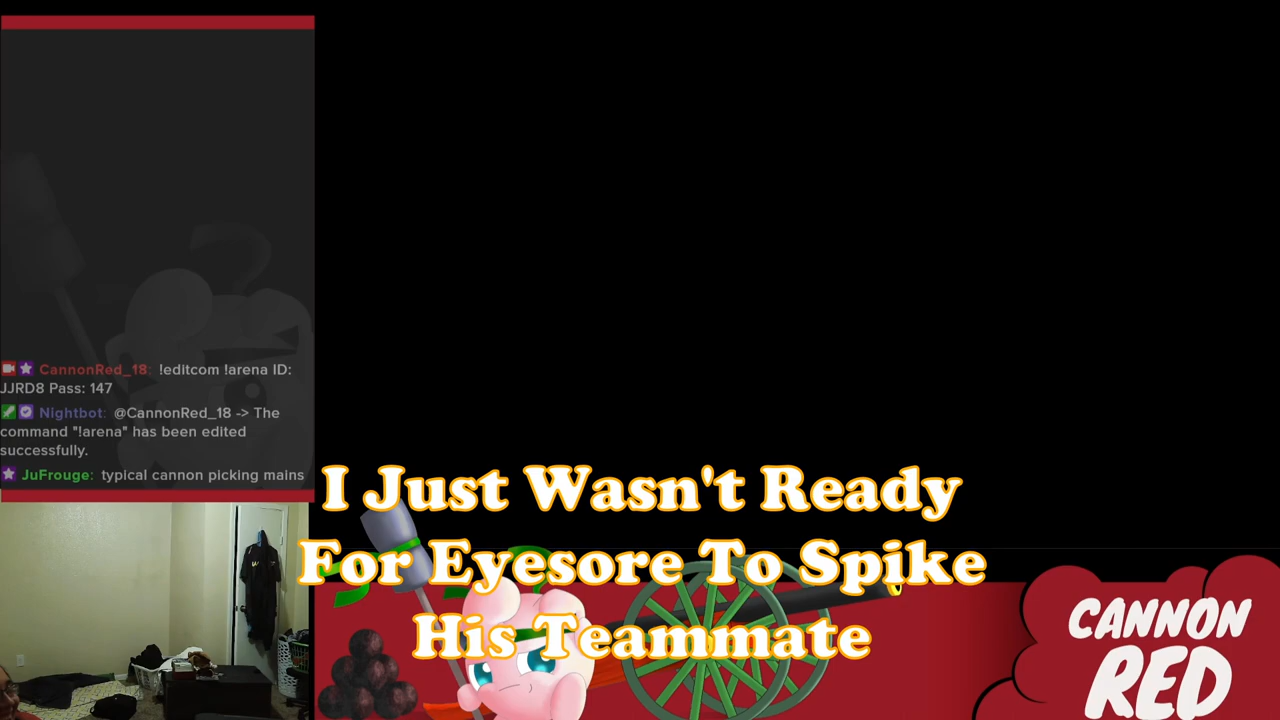 CannonRed_18: !editcom !arena ID:
JJRD8 Pass: 147
Nightbot: @CannonRed_18 -> The
command "!arena" has been edited
successfully.
JuFrouge: typical cannon picking mains
I Just Wasn't Ready
For Eyesore To Spike
His Teammate
CANNON
RED